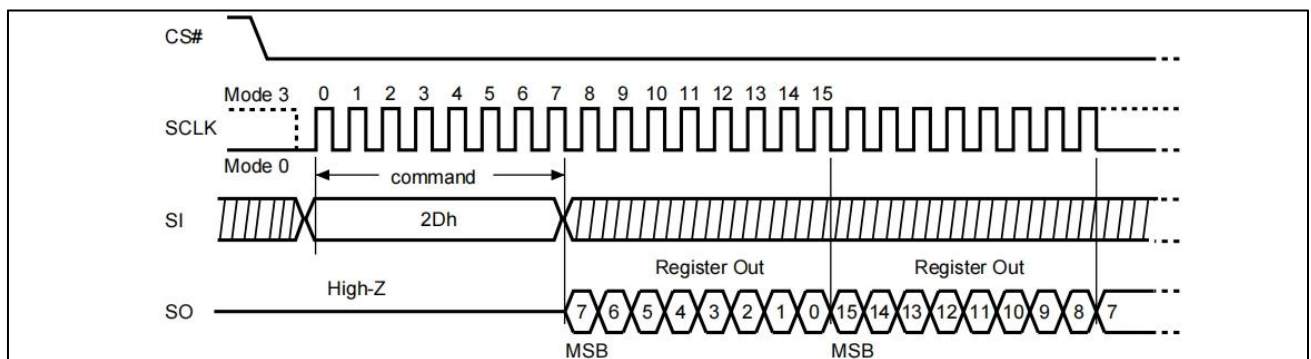 CS#
Mode 3 0 1 2 3 4 5 6 7 8 9 10 11 12 13 14 15
SCLK
Mode 0
command
SI 2Dh
Register Out Register Out
High-Z
SO 7 6 5 4 3 2 1 0 15 14 13 12 11 10 9 8 7
MSB MSB